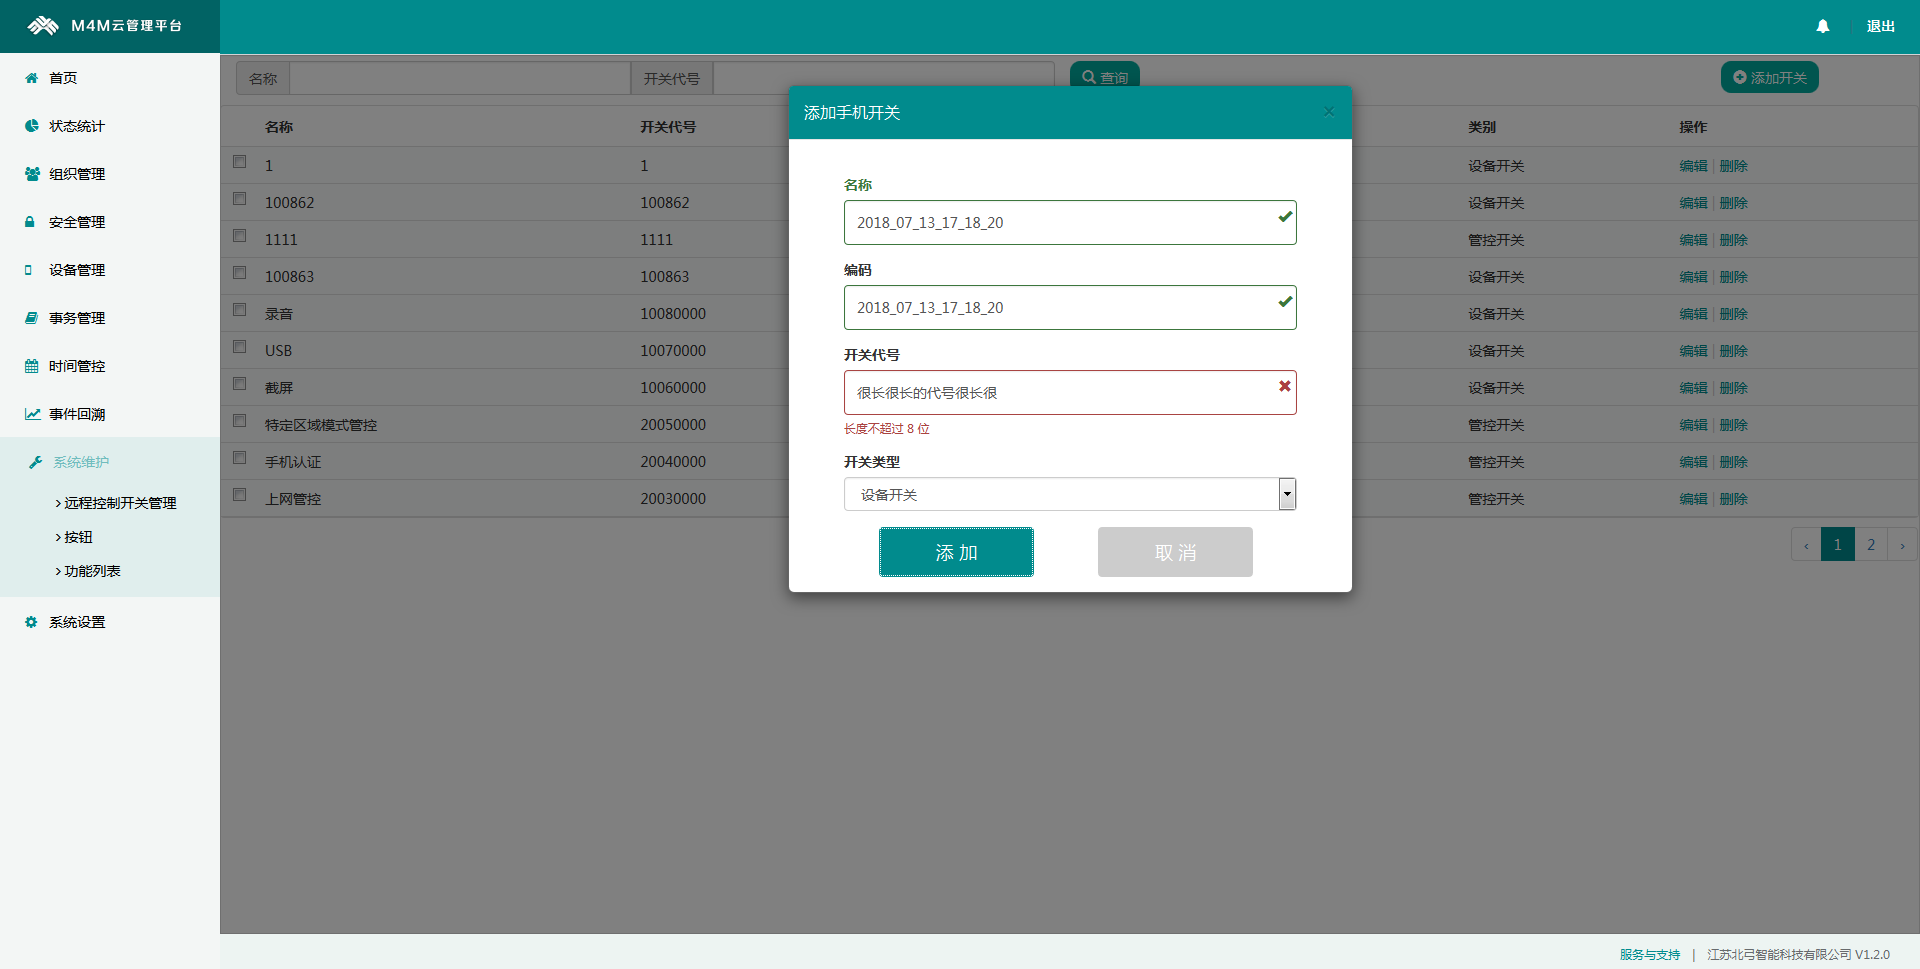 M4M云管理平台
退出
首页
状态统计
组织管理
安全管理
设备管理
事务管理
时间管控
事件回溯
系统维护
远程控制开关管理
按钮
功能列表
系统设置
名称 开关代号 查询 添加开关
名称 开关代号 类别 操作
1 1 设备开关 编辑 | 删除
100862 100862 设备开关 编辑 | 删除
1111 1111 管控开关 编辑 | 删除
100863 100863 设备开关 编辑 | 删除
录音 10080000 设备开关 编辑 | 删除
USB 10070000 设备开关 编辑 | 删除
截屏 10060000 设备开关 编辑 | 删除
特定区域模式管控 20050000 管控开关 编辑 | 删除
手机认证 20040000 管控开关 编辑 | 删除
上网管控 20030000 管控开关 编辑 | 删除
‹ 1 2 ›
添加手机开关 ×
名称
2018_07_13_17_18_20
编码
2018_07_13_17_18_20
开关代号
很长很长的代号很长很
长度不超过 8 位
开关类型
设备开关
添 加 取 消
服务与支持 | 江苏北弓智能科技有限公司 V1.2.0